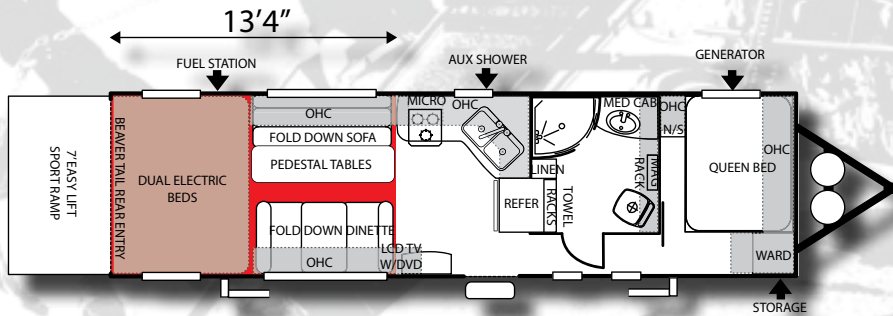 13'4"
FUEL STATION
AUX SHOWER
GENERATOR
7'EASY LIFT
SPORT RAMP
BEAVER TAIL REAR ENTRY
DUAL ELECTRIC
BEDS
OHC
FOLD DOWN SOFA
PEDESTAL TABLES
FOLD DOWN DINETTE
OHC
LCD TV
W/DVD
MICRO
OHC
REFER
LINEN
TOWEL
RACKS
MED CAB
MAG
RACK
OHC
N/S
QUEEN BED
OHC
WARD
STORAGE